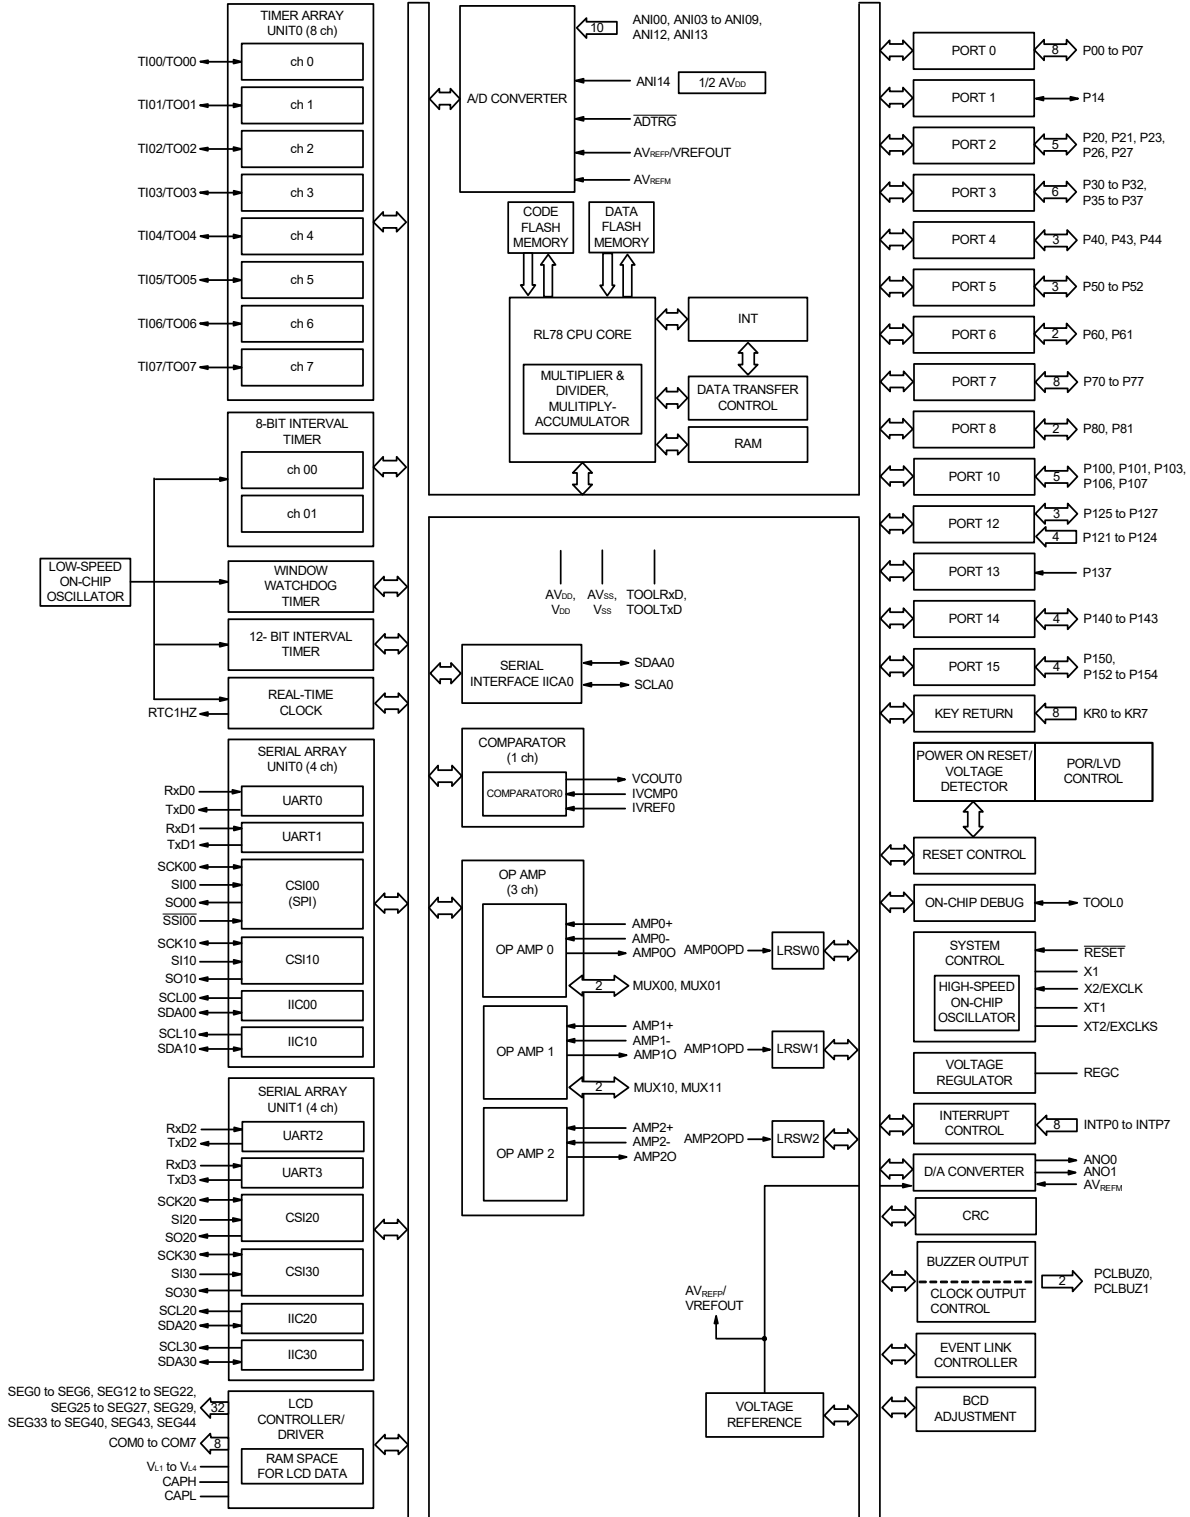 TIMER ARRAY
UNIT0 (8 ch)
TI00/TO00
ch 0
TI01/TO01
ch 1
TI02/TO02
ch 2
TI03/TO03
ch 3
TI04/TO04
ch 4
TI05/TO05
ch 5
TI06/TO06
ch 6
TI07/TO07
ch 7
8-BIT INTERVAL
TIMER
ch 00
ch 01
LOW-SPEED
ON-CHIP
OSCILLATOR
WINDOW
WATCHDOG
TIMER
12- BIT INTERVAL
TIMER
REAL-TIME
CLOCK
RTC1HZ
SERIAL ARRAY
UNIT0 (4 ch)
RxD0
TxD0
UART0
RxD1
TxD1
UART1
SCK00
SI00
SO00
SSI00
CSI00
(SPI)
SCK10
SI10
SO10
CSI10
SCL00
SDA00
IIC00
SCL10
SDA10
IIC10
SERIAL ARRAY
UNIT1 (4 ch)
RxD2
TxD2
UART2
RxD3
TxD3
UART3
SCK20
SI20
SO20
CSI20
SCK30
SI30
SO30
CSI30
SCL20
SDA20
IIC20
SCL30
SDA30
IIC30
SEG0 to SEG6, SEG12 to SEG22,
SEG25 to SEG27, SEG29,
SEG33 to SEG40, SEG43, SEG44
32
COM0 to COM7
8
VL1 to VL4
CAPH
CAPL
LCD
CONTROLLER/
DRIVER
RAM SPACE
FOR LCD DATA
A/D CONVERTER
10
ANI00, ANI03 to ANI09,
ANI12, ANI13
ANI14
1/2 AVDD
ADTRG
AVREFP/VREFOUT
AVREFM
CODE
FLASH
MEMORY
DATA
FLASH
MEMORY
RL78 CPU CORE
MULTIPLIER &
DIVIDER,
MULITIPLY-
ACCUMULATOR
INT
DATA TRANSFER
CONTROL
RAM
AVDD,
VDD
AVSS,
VSS
TOOLRxD,
TOOLTxD
SERIAL
INTERFACE IICA0
SDAA0
SCLA0
COMPARATOR
(1 ch)
COMPARATOR0
VCOUT0
IVCMP0
IVREF0
OP AMP
(3 ch)
OP AMP 0
AMP0+
AMP0-
AMP0O
2
MUX00, MUX01
AMP0OPD
LRSW0
OP AMP 1
AMP1+
AMP1-
AMP1O
2
MUX10, MUX11
AMP1OPD
LRSW1
OP AMP 2
AMP2+
AMP2-
AMP2O
AMP2OPD
LRSW2
AVREFP/
VREFOUT
VOLTAGE
REFERENCE
PORT 0
8
P00 to P07
PORT 1
P14
PORT 2
5
P20, P21, P23,
P26, P27
PORT 3
6
P30 to P32,
P35 to P37
PORT 4
3
P40, P43, P44
PORT 5
3
P50 to P52
PORT 6
2
P60, P61
PORT 7
8
P70 to P77
PORT 8
2
P80, P81
PORT 10
5
P100, P101, P103,
P106, P107
PORT 12
3
P125 to P127
4
P121 to P124
PORT 13
P137
PORT 14
4
P140 to P143
PORT 15
4
P150,
P152 to P154
KEY RETURN
8
KR0 to KR7
POWER ON RESET/
VOLTAGE
DETECTOR
POR/LVD
CONTROL
RESET CONTROL
ON-CHIP DEBUG
TOOL0
SYSTEM
CONTROL
HIGH-SPEED
ON-CHIP
OSCILLATOR
RESET
X1
X2/EXCLK
XT1
XT2/EXCLKS
VOLTAGE
REGULATOR
REGC
INTERRUPT
CONTROL
8
INTP0 to INTP7
D/A CONVERTER
ANO0
ANO1
AVREFM
CRC
BUZZER OUTPUT
CLOCK OUTPUT
CONTROL
2
PCLBUZ0,
PCLBUZ1
EVENT LINK
CONTROLLER
BCD
ADJUSTMENT